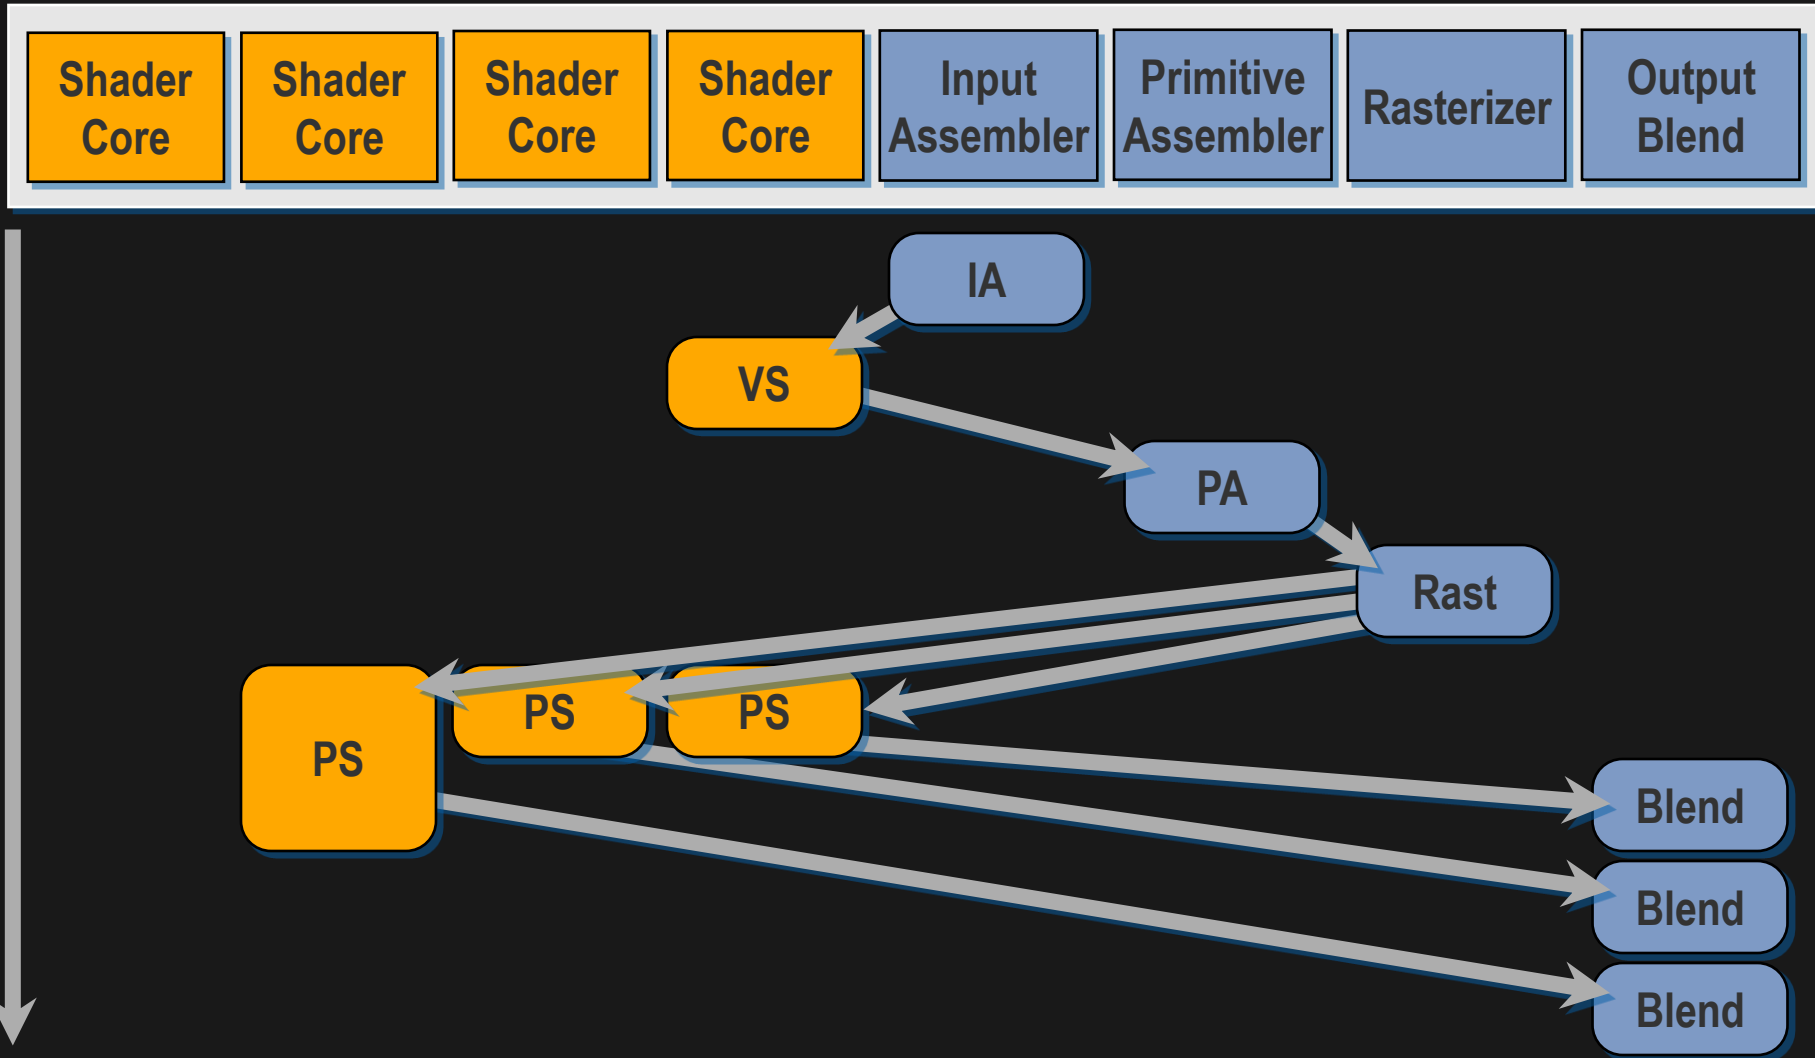 Shader
Core
Shader
Core
Shader
Core
Shader
Core
Input
Assembler
Primitive
Assembler
Rasterizer
Output
Blend
IA
VS
PA
Rast
PS
PS
PS
Blend
Blend
Blend